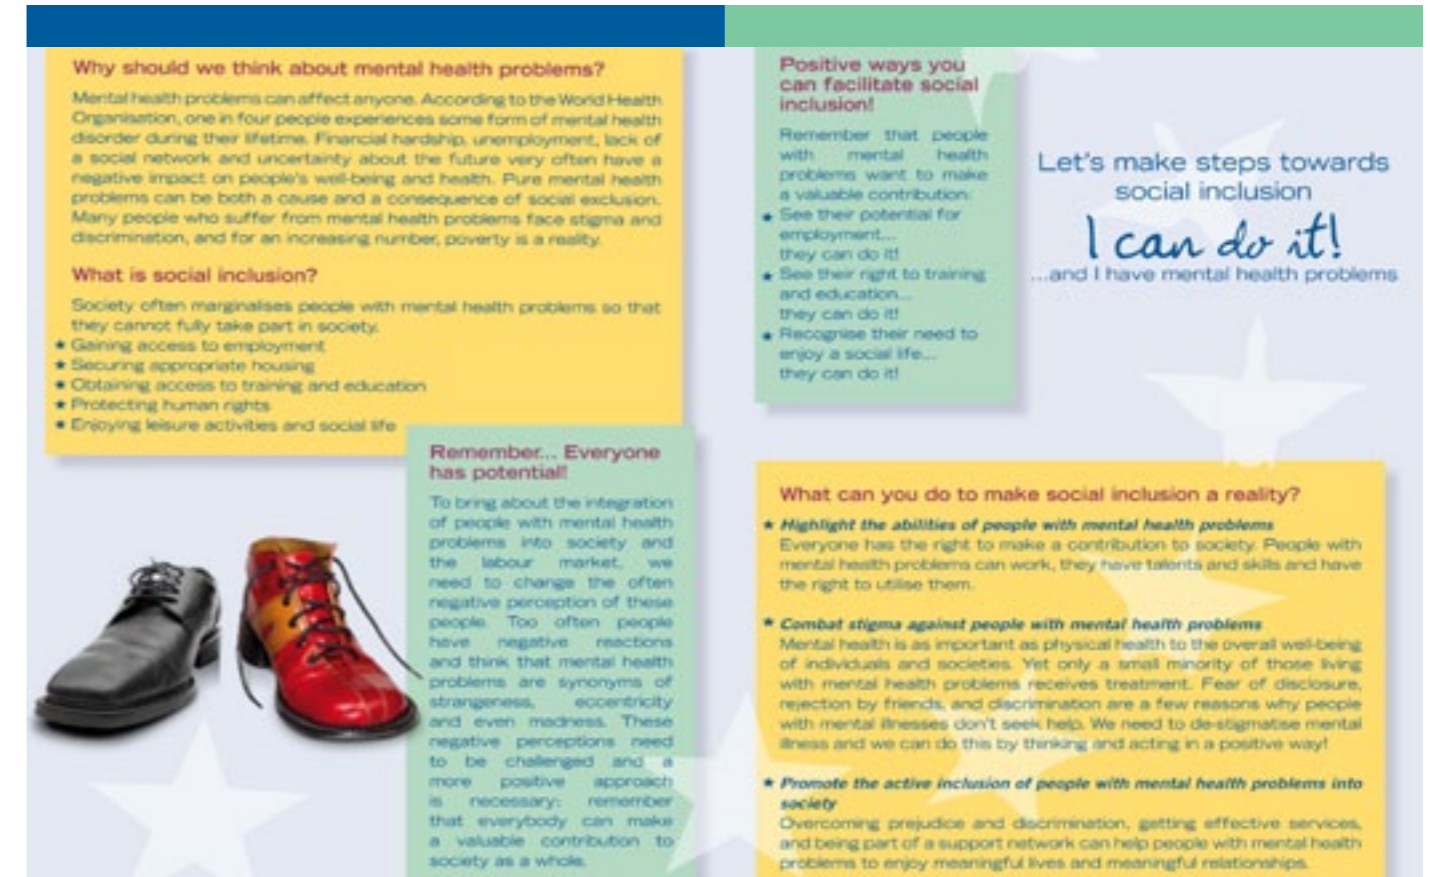 Why should we think about mental health problems?
Mental health problems can affect anyone. According to the World Health
Organisation, one in four people experiences some form of mental health
disorder during their lifetime. Financial hardship, unemployment, lack of
a social network and uncertainty about the future very often have a
negative impact on people's well-being and health. Pure mental health
problems can be both a cause and a consequence of social exclusion.
Many people who suffer from mental health problems face stigma and
discrimination, and for an increasing number, poverty is a reality.
What is social inclusion?
Society often marginalises people with mental health problems so that
they cannot fully take part in society.
★ Gaining access to employment
★ Securing appropriate housing
★ Obtaining access to training and education
★ Protecting human rights
★ Enjoying leisure activities and social life
Remember... Everyone
has potential!
To bring about the integration
of people with mental health
problems into society and
the labour market, we
need to change the often
negative perception of these
people. Too often people
have negative reactions
and think that mental health
problems are synonyms of
strangeness, eccentricity
and even madness. These
negative perceptions need
to be challenged and a
more positive approach
is necessary: remember
that everybody can make
a valuable contribution to
society as a whole.
Positive ways you
can facilitate social
inclusion!
Remember that people
with mental health
problems want to make
a valuable contribution:
★ See their potential for
employment...
they can do it!
★ See their right to training
and education...
they can do it!
★ Recognise their need to
enjoy a social life...
they can do it!
Let's make steps towards
social inclusion
I can do it!
...and I have mental health problems
What can you do to make social inclusion a reality?
★ Highlight the abilities of people with mental health problems
Everyone has the right to make a contribution to society. People with
mental health problems can work, they have talents and skills and have
the right to utilise them.
★ Combat stigma against people with mental health problems
Mental health is as important as physical health to the overall well-being
of individuals and societies. Yet only a small minority of those living
with mental health problems receives treatment. Fear of disclosure,
rejection by friends, and discrimination are a few reasons why people
with mental illnesses don't seek help. We need to de-stigmatise mental
illness and we can do this by thinking and acting in a positive way!
★ Promote the active inclusion of people with mental health problems into
society
Overcoming prejudice and discrimination, getting effective services,
and being part of a support network can help people with mental health
problems to enjoy meaningful lives and meaningful relationships.